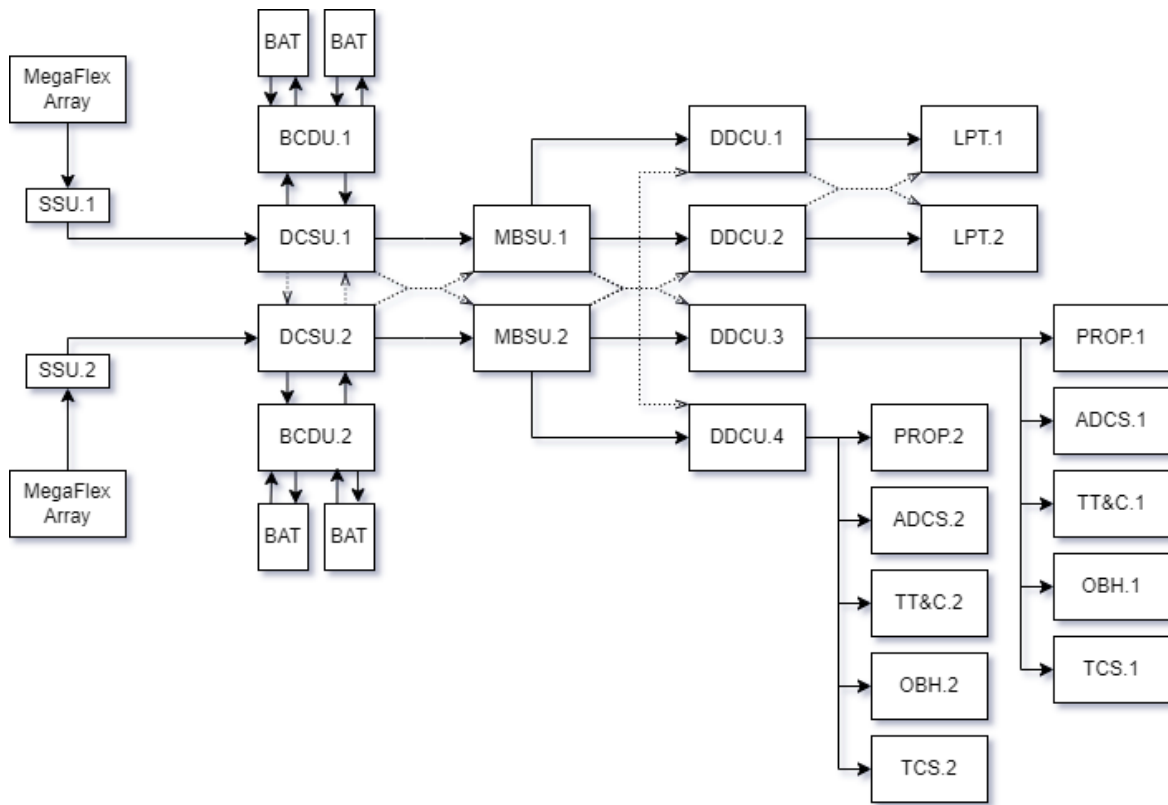 BAT
BAT
MegaFlex
Array
BCDU.1
DDCU.1
LPT.1
SSU.1
DCSU.1
MBSU.1
DDCU.2
LPT.2
DCSU.2
MBSU.2
DDCU.3
PROP.1
SSU.2
BCDU.2
DDCU.4
PROP.2
ADCS.1
MegaFlex
Array
BAT
BAT
ADCS.2
TT&C.1
TT&C.2
OBH.1
OBH.2
TCS.1
TCS.2